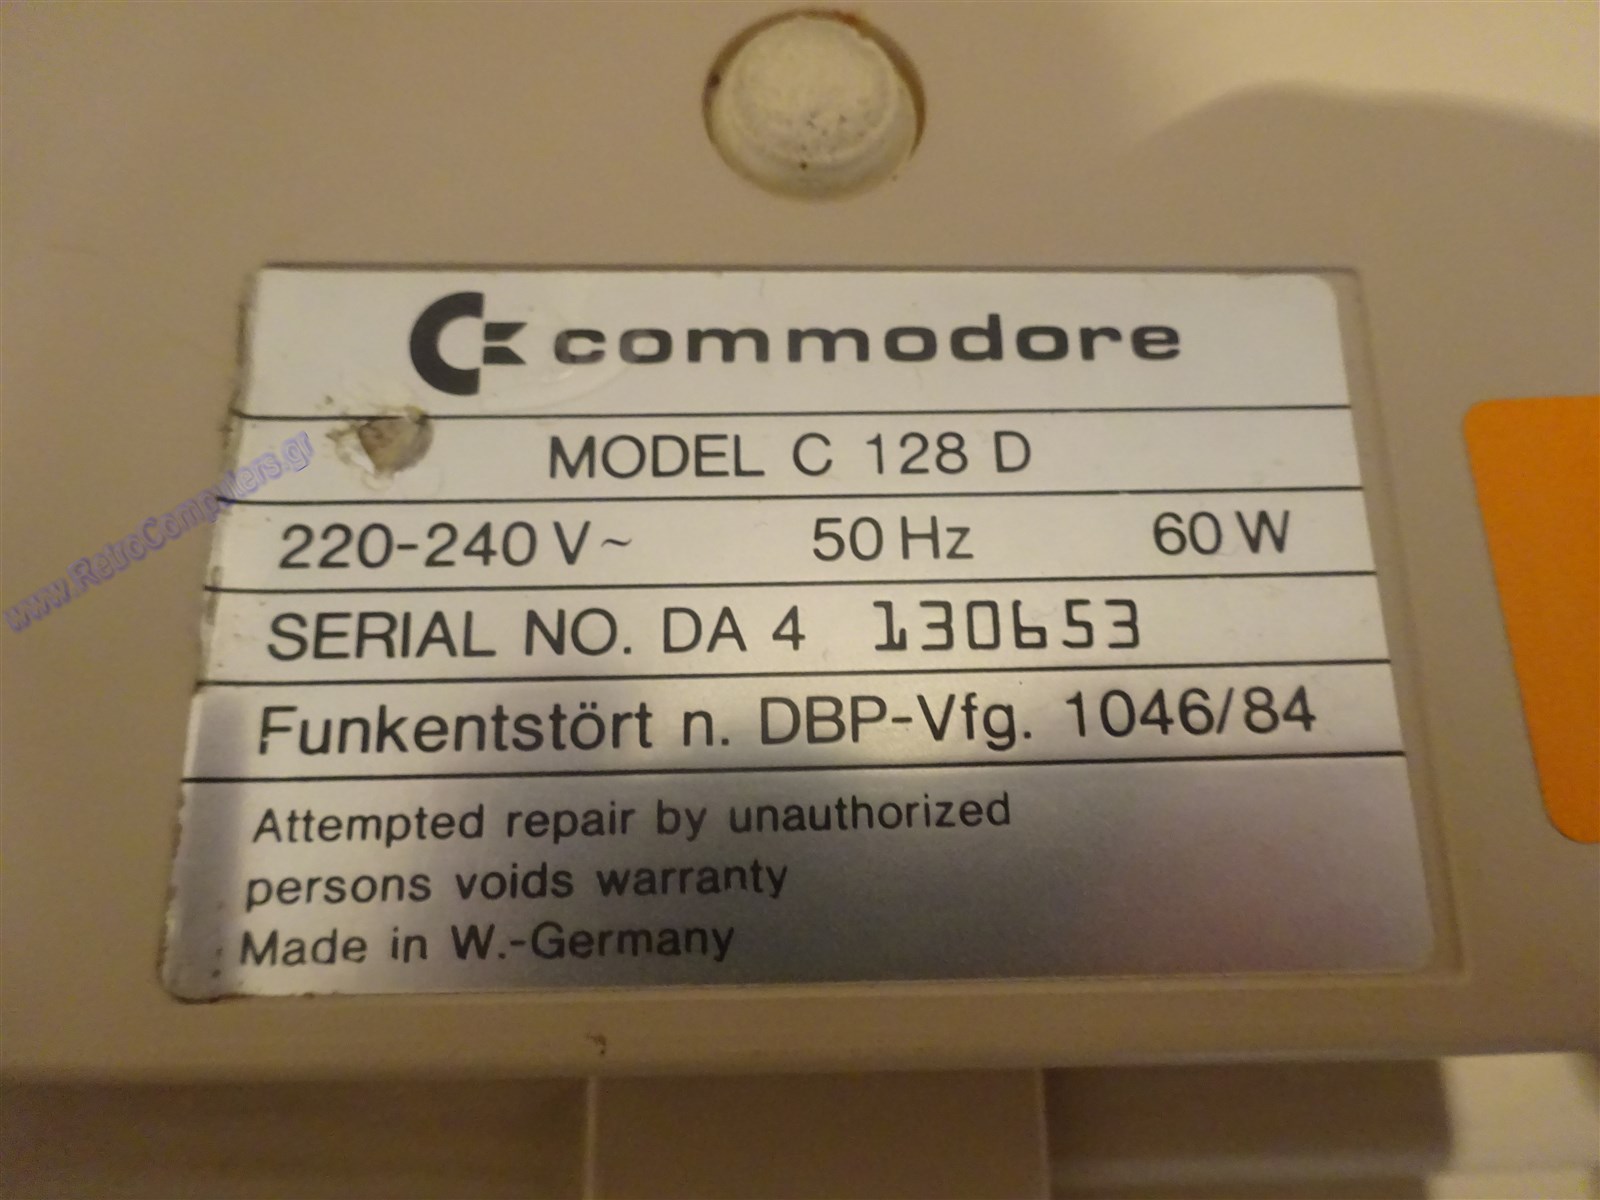 commodore
MODEL C 128 D
220-240 V~ 50 Hz 60 W
SERIAL NO. DA 4 130653
Funkentstört n. DBP-Vfg. 1046/84
Attempted repair by unauthorized
persons voids warranty
Made in W.-Germany
www.RetroComputers.gr